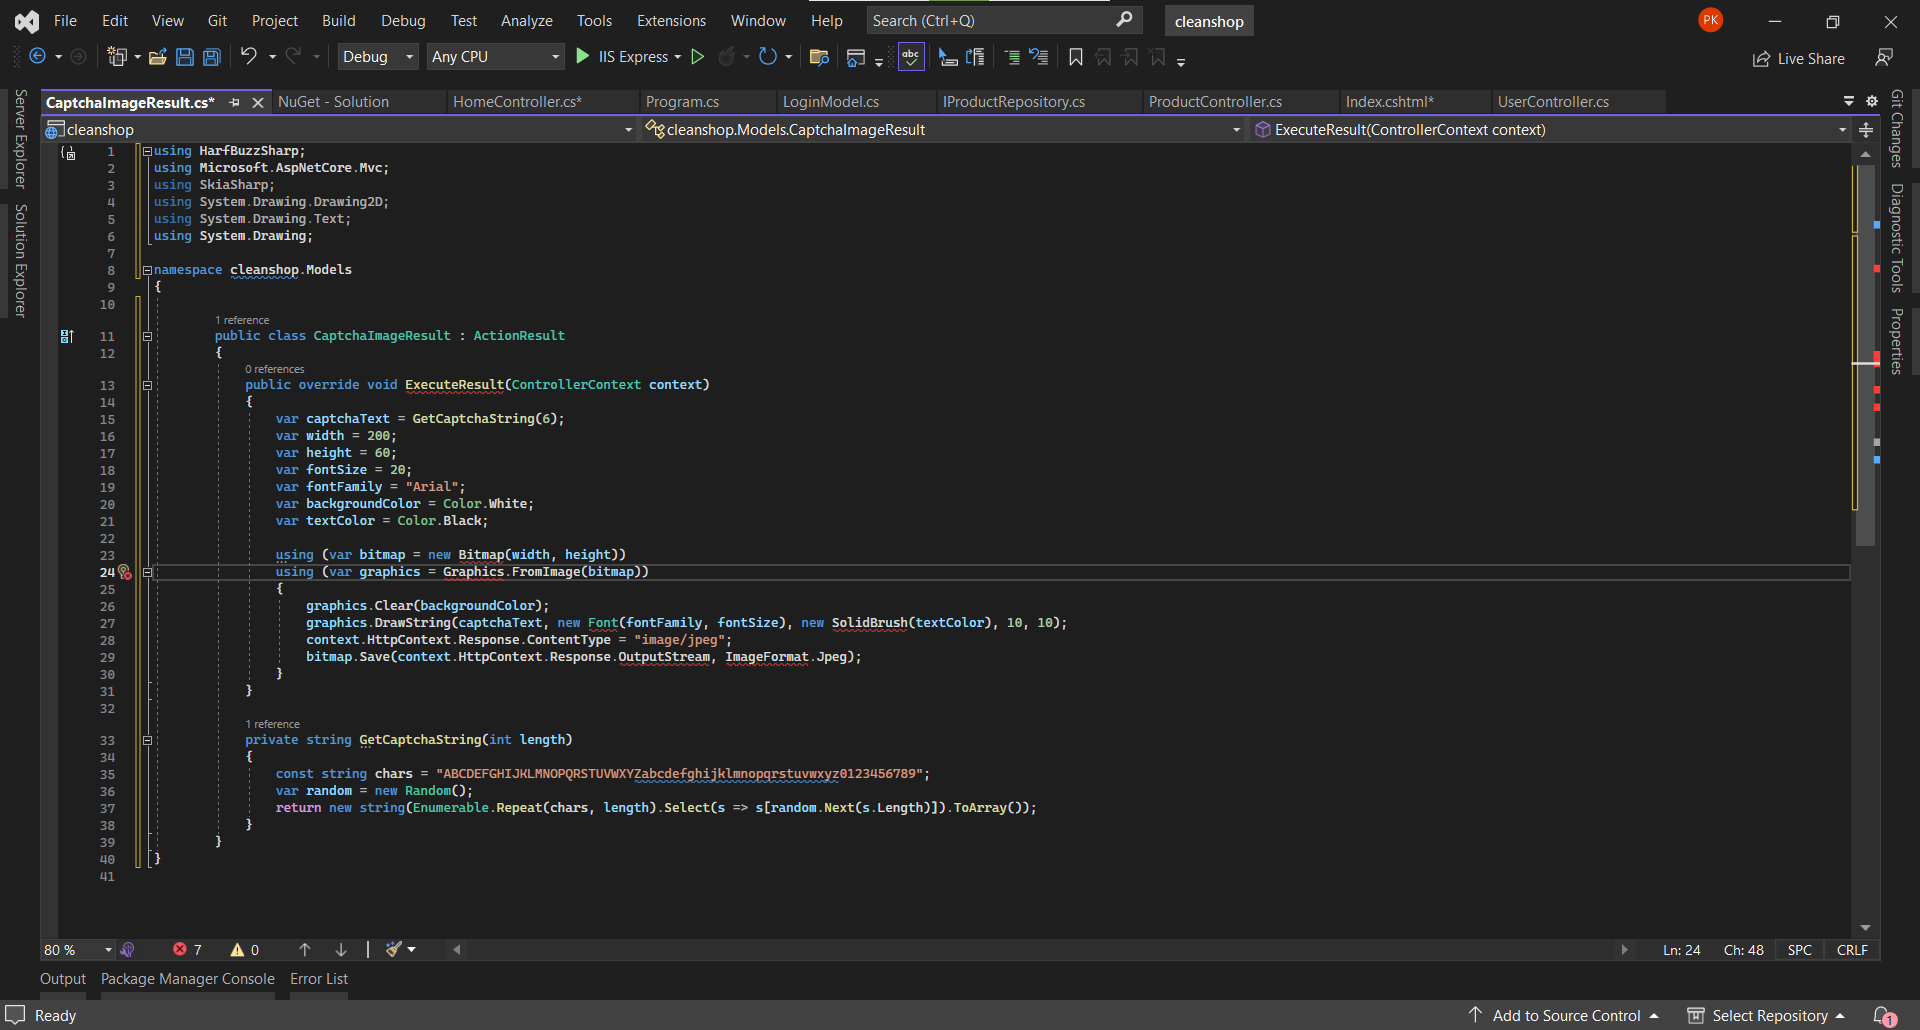 File Edit View Git Project Build Debug Test Analyze Tools Extensions Window Help Search (Ctrl+Q) cleanshop PK
Debug Any CPU IIS Express abc Live Share
CaptchaImageResult.cs* NuGet - Solution HomeController.cs* Program.cs LoginModel.cs IProductRepository.cs ProductController.cs Index.cshtml* UserController.cs
cleanshop cleanshop.Models.CaptchaImageResult ExecuteResult(ControllerContext context)
Server Explorer
Solution Explorer
Git Changes
Diagnostic Tools
Properties
1 using HarfBuzzSharp;
2 using Microsoft.AspNetCore.Mvc;
3 using SkiaSharp;
4 using System.Drawing.Drawing2D;
5 using System.Drawing.Text;
6 using System.Drawing;
7
8 namespace cleanshop.Models
9 {
10
1 reference
11 public class CaptchaImageResult : ActionResult
12 {
0 references
13 public override void ExecuteResult(ControllerContext context)
14 {
15 var captchaText = GetCaptchaString(6);
16 var width = 200;
17 var height = 60;
18 var fontSize = 20;
19 var fontFamily = "Arial";
20 var backgroundColor = Color.White;
21 var textColor = Color.Black;
22
23 using (var bitmap = new Bitmap(width, height))
24 using (var graphics = Graphics.FromImage(bitmap))
25 {
26 graphics.Clear(backgroundColor);
27 graphics.DrawString(captchaText, new Font(fontFamily, fontSize), new SolidBrush(textColor), 10, 10);
28 context.HttpContext.Response.ContentType = "image/jpeg";
29 bitmap.Save(context.HttpContext.Response.OutputStream, ImageFormat.Jpeg);
30 }
31 }
32
1 reference
33 private string GetCaptchaString(int length)
34 {
35 const string chars = "ABCDEFGHIJKLMNOPQRSTUVWXYZabcdefghijklmnopqrstuvwxyz0123456789";
36 var random = new Random();
37 return new string(Enumerable.Repeat(chars, length).Select(s => s[random.Next(s.Length)]).ToArray());
38 }
39 }
40 }
41
80 % 7 0 Ln: 24 Ch: 48 SPC CRLF
Output Package Manager Console Error List
Ready Add to Source Control Select Repository 1